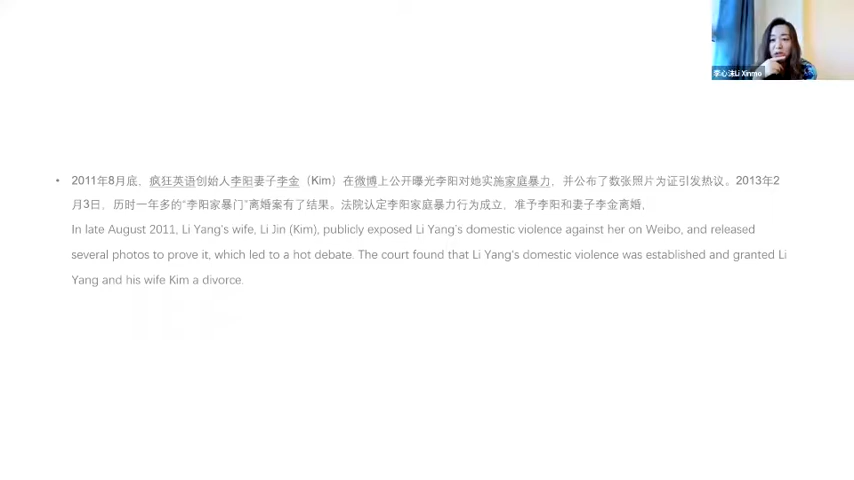 李心沫Li Xinmo
• 2011年8月底，疯狂英语创始人李阳妻子李金（Kim）在微博上公开曝光李阳对她实施家庭暴力，并公布了数张照片为证引发热议。2013年2
月3日，历时一年多的“李阳家暴门”离婚案有了结果。法院认定李阳家庭暴力行为成立，准予李阳和妻子李金离婚，
In late August 2011, Li Yang's wife, Li Jin (Kim), publicly exposed Li Yang's domestic violence against her on Weibo, and released
several photos to prove it, which led to a hot debate. The court found that Li Yang's domestic violence was established and granted Li
Yang and his wife Kim a divorce.